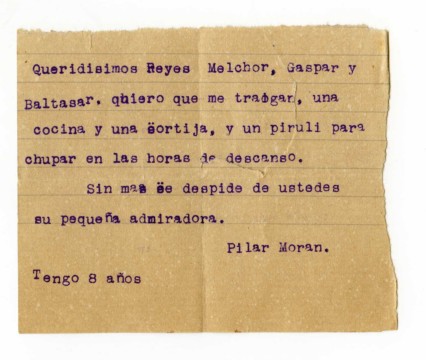 Queridisimos Reyes Melchor, Gaspar y
Baltasar. quiero que me traigan, una
cocina y una sortija, y un piruli para
chupar en las horas de descanso.
Sin mas se despide de ustedes
su pequeña admiradora.
Pilar Moran.
Tengo 8 años